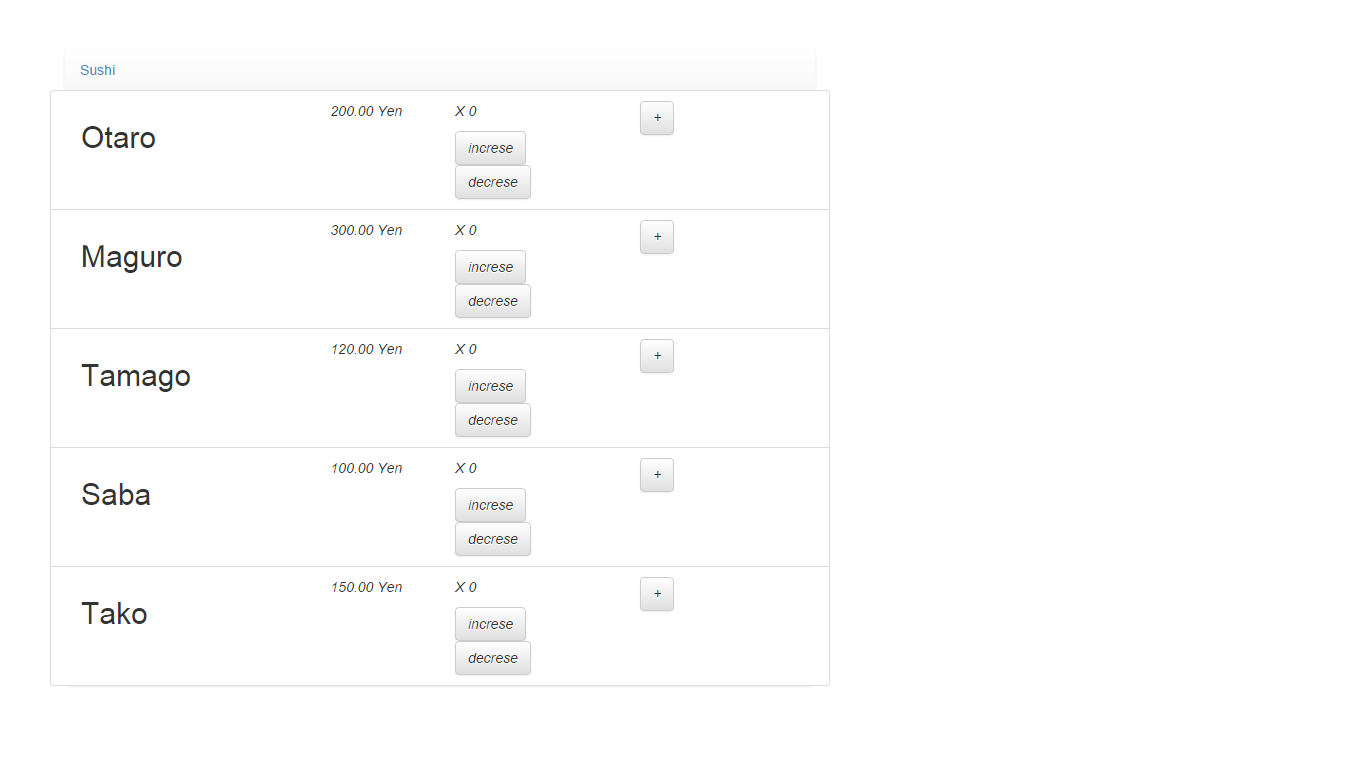 Sushi
Otaro 200.00 Yen X 0 +
increse
decrese
Maguro 300.00 Yen X 0 +
increse
decrese
Tamago 120.00 Yen X 0 +
increse
decrese
Saba 100.00 Yen X 0 +
increse
decrese
Tako 150.00 Yen X 0 +
increse
decrese